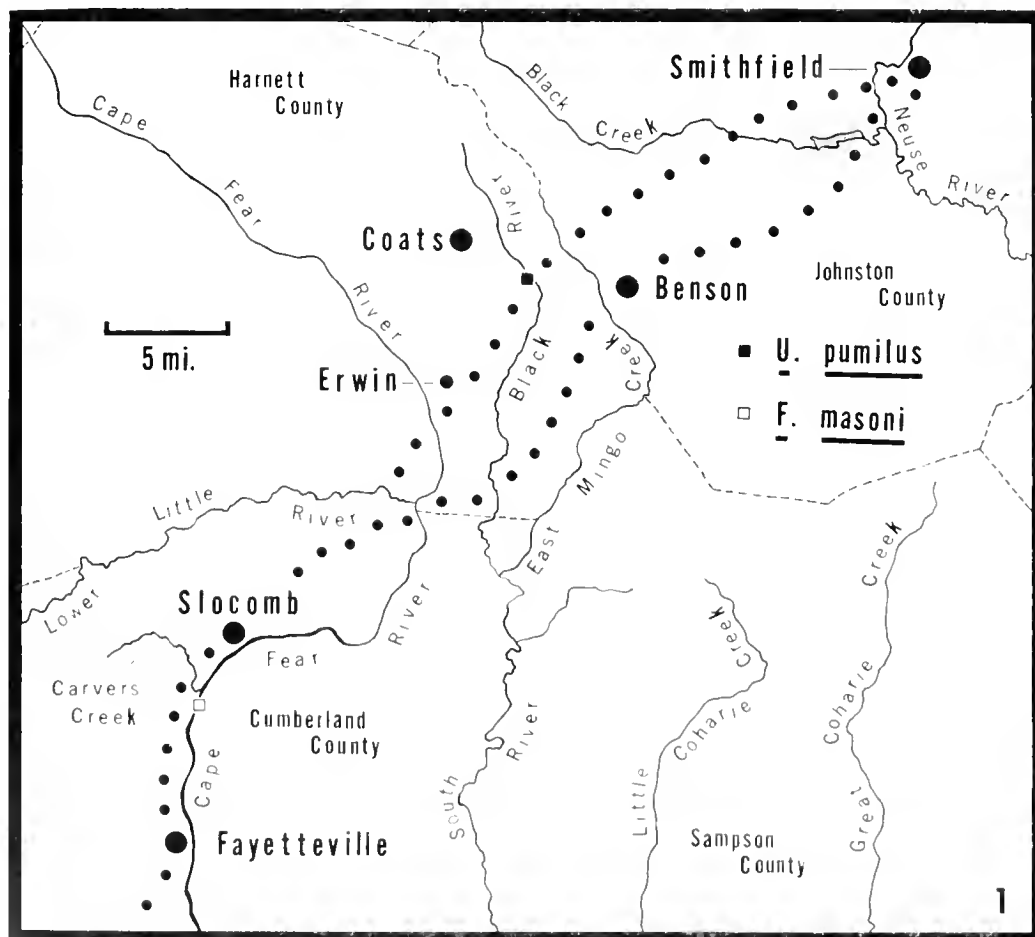 Harnett
County
Cape
Fear
River
Black
Creek
Smithfield
Neuse
River
River
Black
Coats
5 mi.
Erwin
Benson
Johnston
County
U. pumilus
F. masoni
Creek
Mingo
East
Little
River
Lower
Slocomb
Fear
River
Carvers
Creek
Cumberland
County
Cape
Fayetteville
South
River
Creek
Coharie
Little
Creek
Coharie
Great
Sampson
County
1